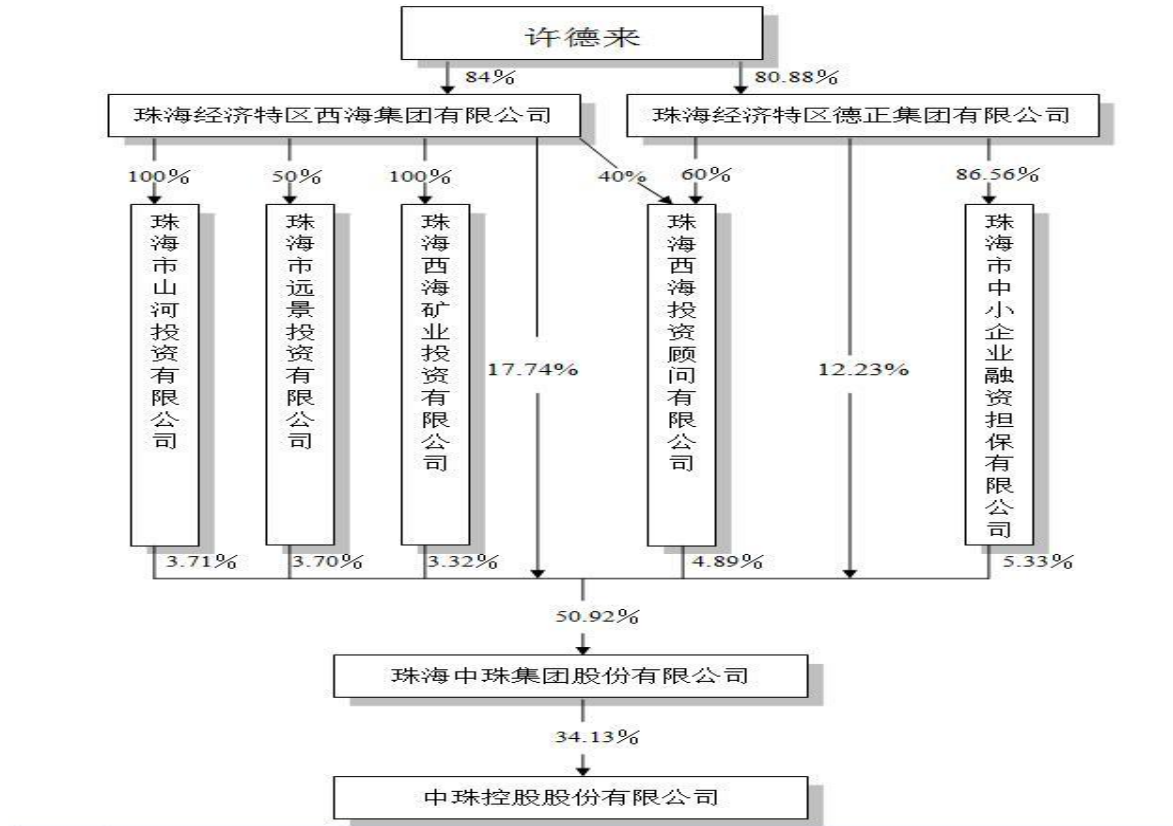 许德来
84%
80.88%
珠海经济特区西海集团有限公司
珠海经济特区德正集团有限公司
100%
50%
100%
40%
60%
86.56%
珠海市山河投资有限公司
珠海市远景投资有限公司
珠海西海矿业投资有限公司
17.74%
珠海西海投资顾问有限公司
12.23%
珠海市中小企业融资担保有限公司
3.71%
3.70%
3.32%
4.89%
5.33%
50.92%
珠海中珠集团股份有限公司
34.13%
中珠控股股份有限公司